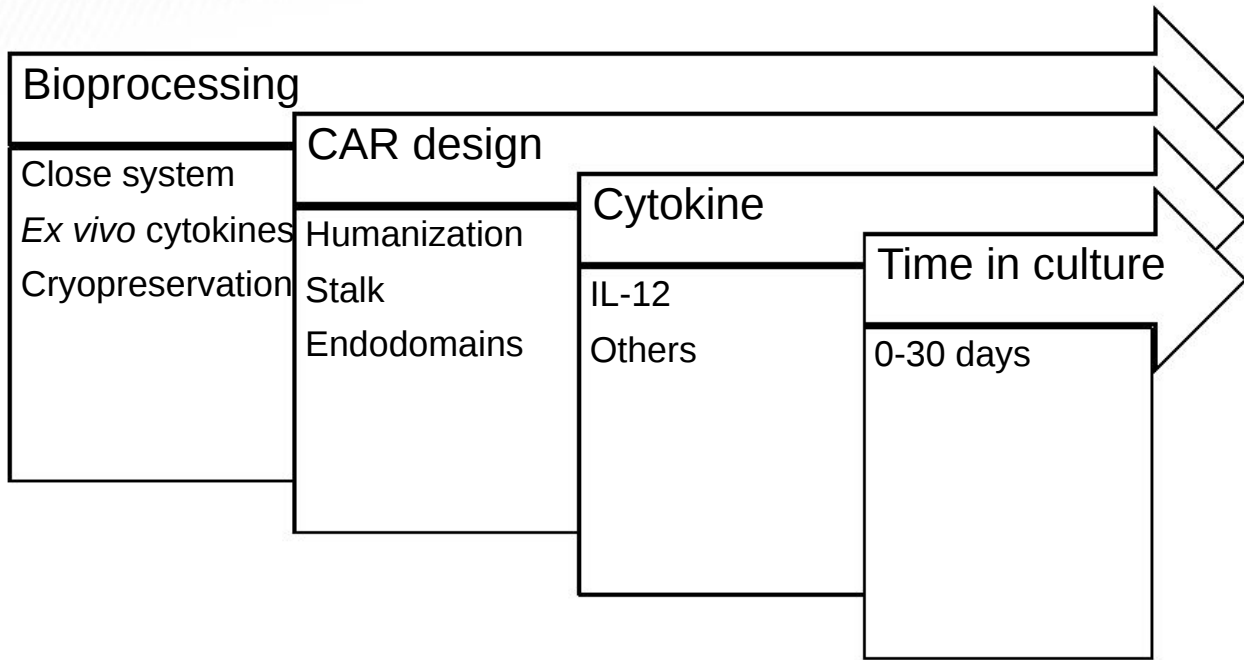 Bioprocessing
Close system
Ex vivo cytokines
Cryopreservation
CAR design
Humanization
Stalk
Endodomains
Cytokine
IL-12
Others
Time in culture
0-30 days